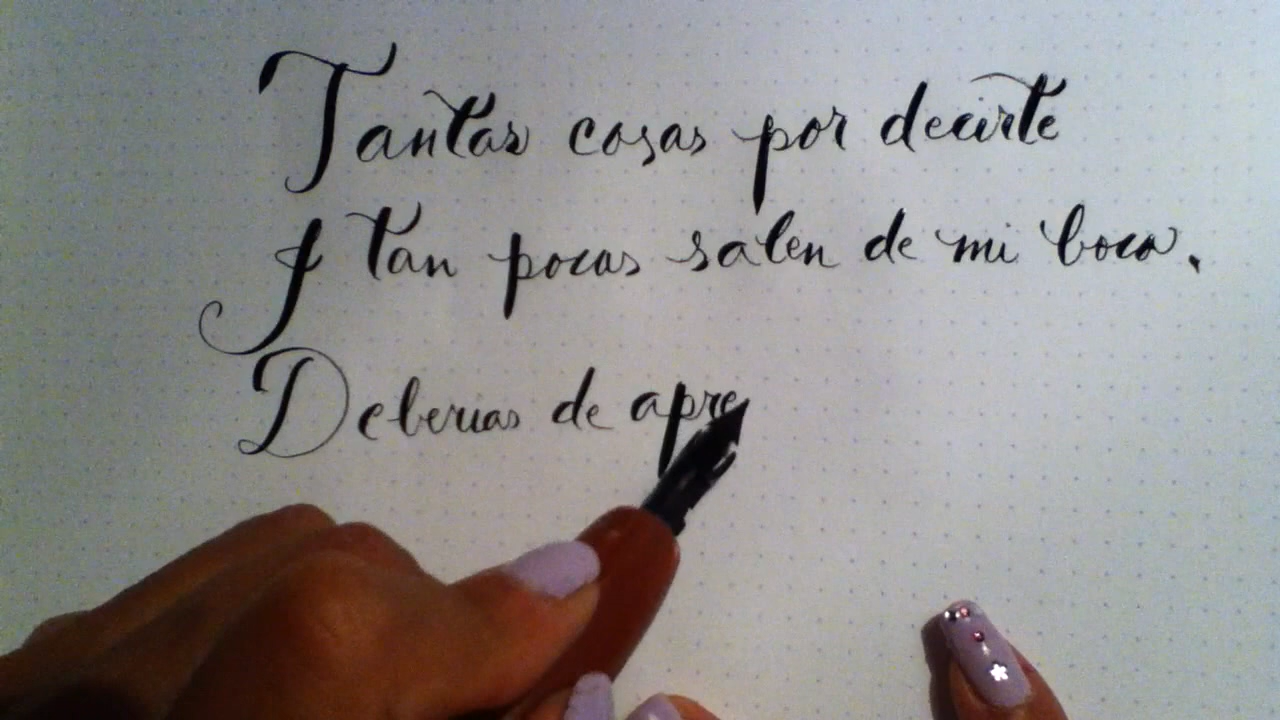 Tantas cosas por decirte
y tan pocas salen de mi boca.
Deberias de apre